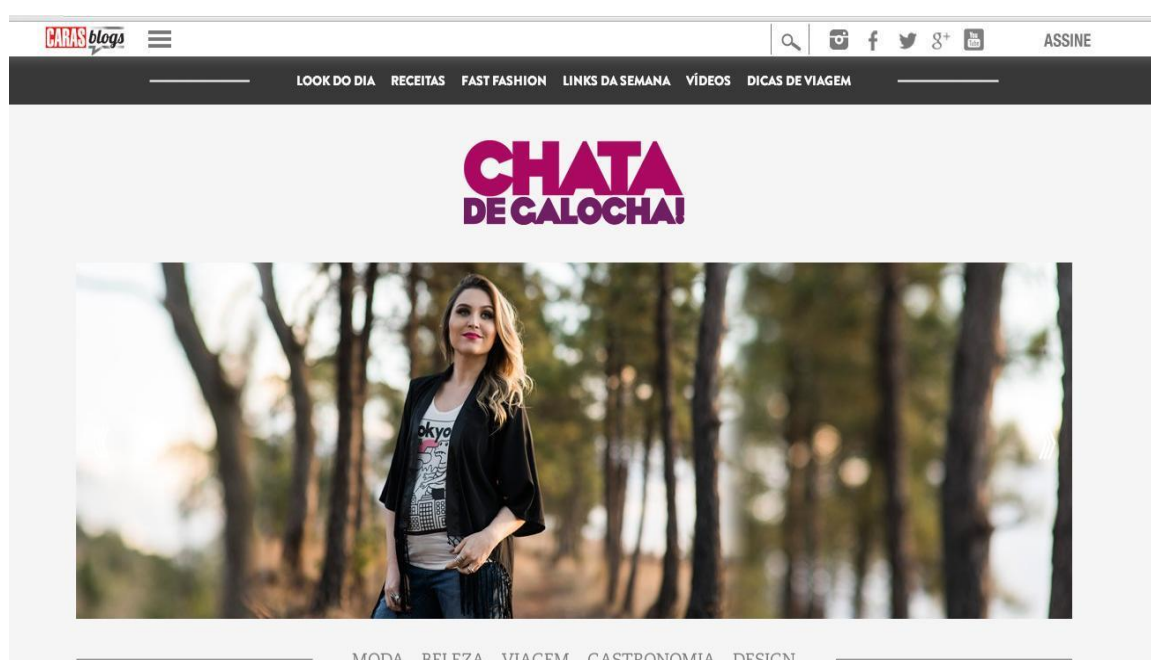 CARAS blogs
ASSINE
LOOK DO DIA RECEITAS FAST FASHION LINKS DA SEMANA VÍDEOS DICAS DE VIAGEM
CHATA
DE GALOCHA!
okyo
MODA BELEZA VIAGEM GASTRONOMIA DESIGN